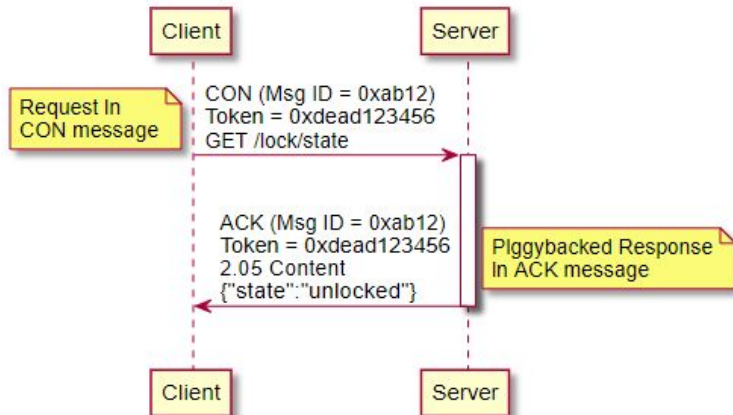 Client
Server
Request In
CON message
CON (Msg ID = 0xab12)
Token = 0xdead123456
GET /lock/state
ACK (Msg ID = 0xab12)
Token = 0xdead123456
2.05 Content
{"state":"unlocked"}
PIggybacked Response
In ACK message
Client
Server